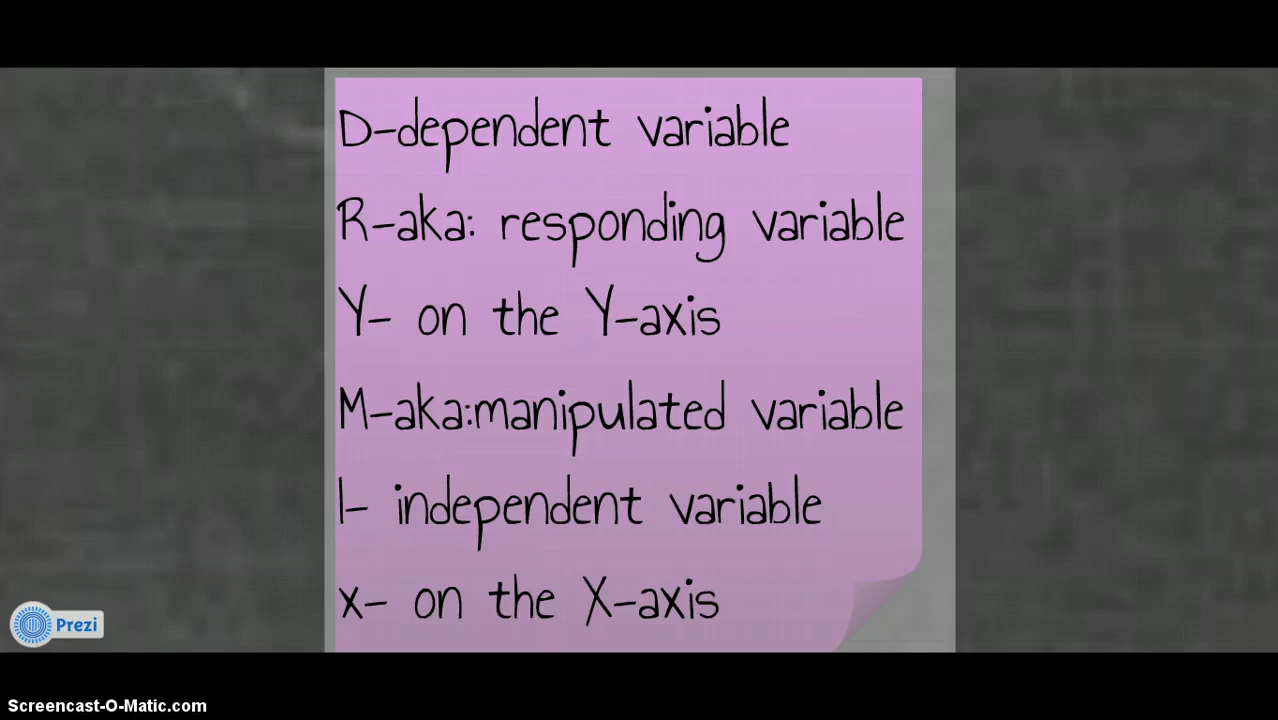 D-dependent variable
R-aka: responding variable
Y- on the Y-axis
M-aka:manipulated variable
I- independent variable
x- on the X-axis
Prezi
Screencast-O-Matic.com